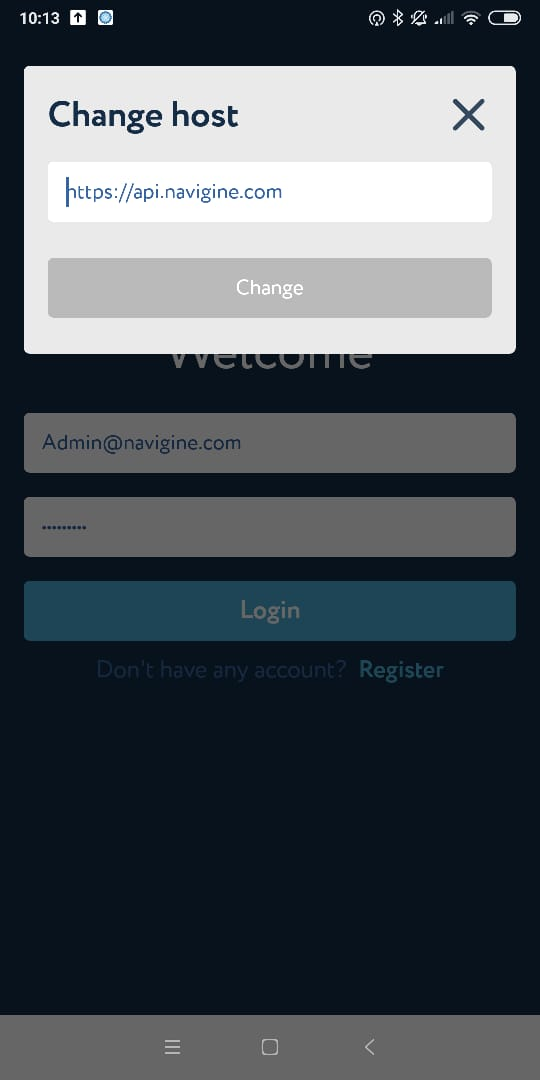 10:13
Change host
https://api.navigine.com
Change
Welcome
Admin@navigine.com
•••••••••
Login
Don't have any account? Register